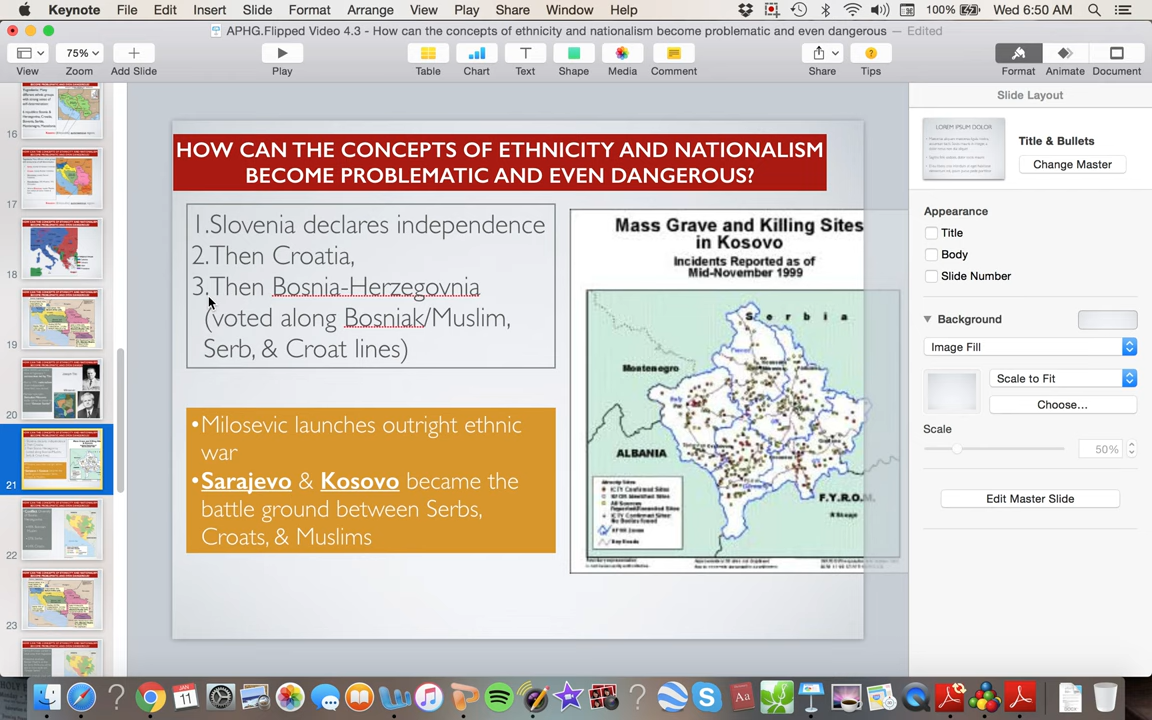 Keynote File Edit Insert Slide Format Arrange View Play Share Window Help 100% Wed 6:50 AM
APHG.Flipped Video 4.3 - How can the concepts of ethnicity and nationalism become problematic and even dangerous — Edited
75%
View Zoom Add Slide Play Table Chart Text Shape Media Comment Share Tips Format Animate Document
Slide Layout
LOREM IPSUM DOLOR
Title & Bullets
Change Master
Appearance
Title
Body
Slide Number
Background
Image Fill
Scale to Fit
Choose...
Scale
50%
Edit Master Slide
16
17
18
19
20
21
22
23
HOW CAN THE CONCEPTS OF ETHNICITY AND NATIONALISM
BECOME PROBLEMATIC AND EVEN DANGEROUS?
1.Slovenia declares independence
2.Then Croatia,
3.Then Bosnia-Herzegovnia
(voted along Bosniak/Muslim,
Serb, & Croat lines)
•Milosevic launches outright ethnic
war
•Sarajevo & Kosovo became the
battle ground between Serbs,
Croats, & Muslims
Mass Grave and Killing Sites
in Kosovo
Incidents Reported as of
Mid-November 1999
Serbia
Montenegro
ALBANIA
F.Y.R.O.M.